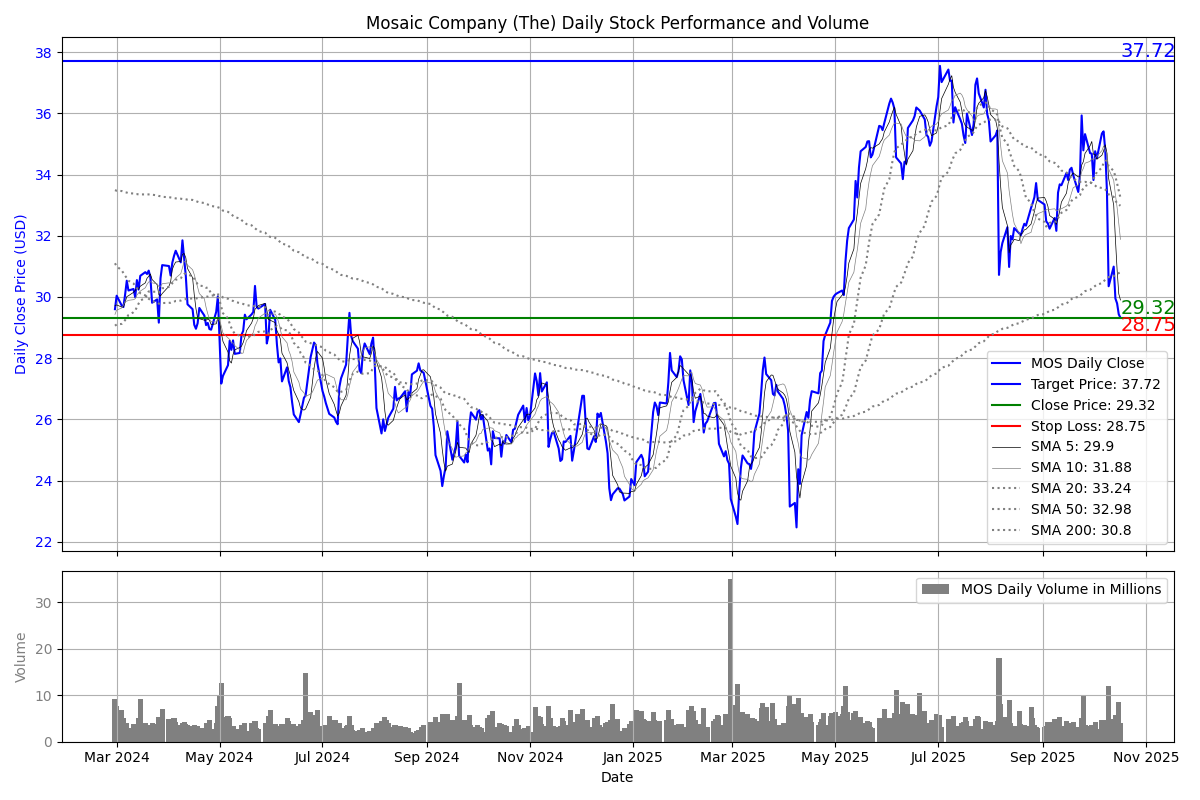 Mosaic Company (The) Daily Stock Performance and Volume
38
36
34
32
30
28
26
24
22
Daily Close Price (USD)
37.72
29.32
28.75
MOS Daily Close
Target Price: 37.72
Close Price: 29.32
Stop Loss: 28.75
SMA 5: 29.9
SMA 10: 31.88
SMA 20: 33.24
SMA 50: 32.98
SMA 200: 30.8
30
20
10
0
Volume
MOS Daily Volume in Millions
Mar 2024 May 2024 Jul 2024 Sep 2024 Nov 2024 Jan 2025 Mar 2025 May 2025 Jul 2025 Sep 2025 Nov 2025
Date